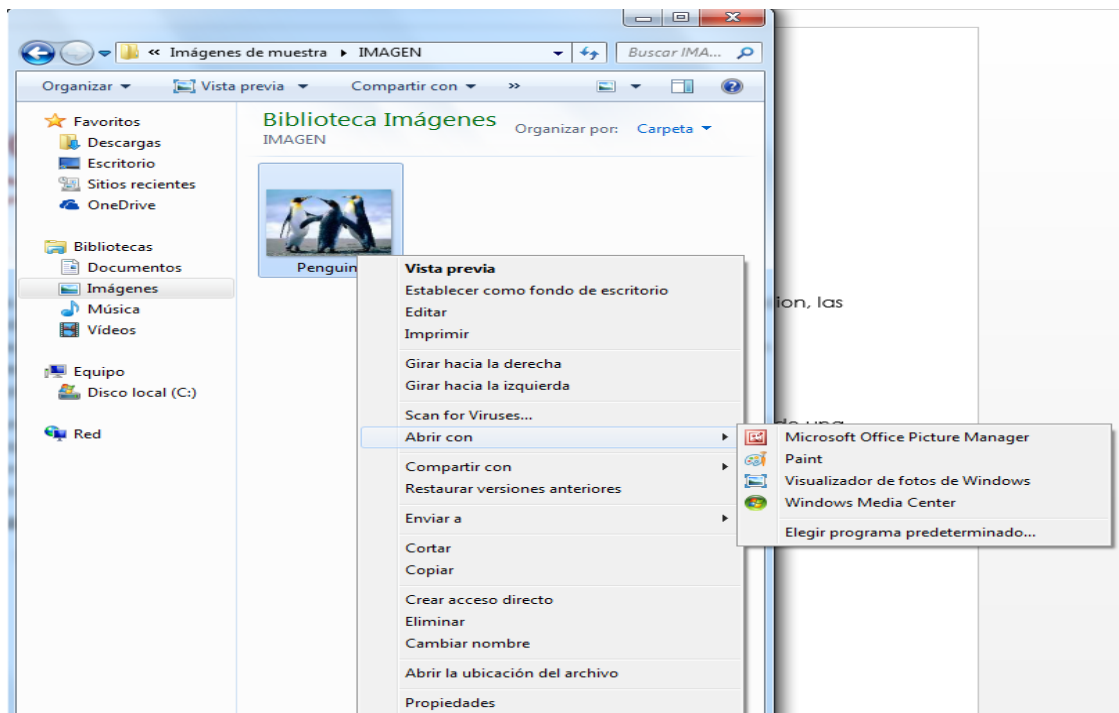 « Imágenes de muestra ▸ IMAGEN
Buscar IMA...
Organizar
Vista previa
Compartir con
»
Favoritos
Descargas
Escritorio
Sitios recientes
OneDrive
Bibliotecas
Documentos
Imágenes
Música
Vídeos
Equipo
Disco local (C:)
Red
Biblioteca Imágenes
IMAGEN
Organizar por: Carpeta
Penguin
Vista previa
Establecer como fondo de escritorio
Editar
Imprimir
Girar hacia la derecha
Girar hacia la izquierda
Scan for Viruses...
Abrir con
Compartir con
Restaurar versiones anteriores
Enviar a
Cortar
Copiar
Crear acceso directo
Eliminar
Cambiar nombre
Abrir la ubicación del archivo
Propiedades
Microsoft Office Picture Manager
Paint
Visualizador de fotos de Windows
Windows Media Center
Elegir programa predeterminado...
ion, las